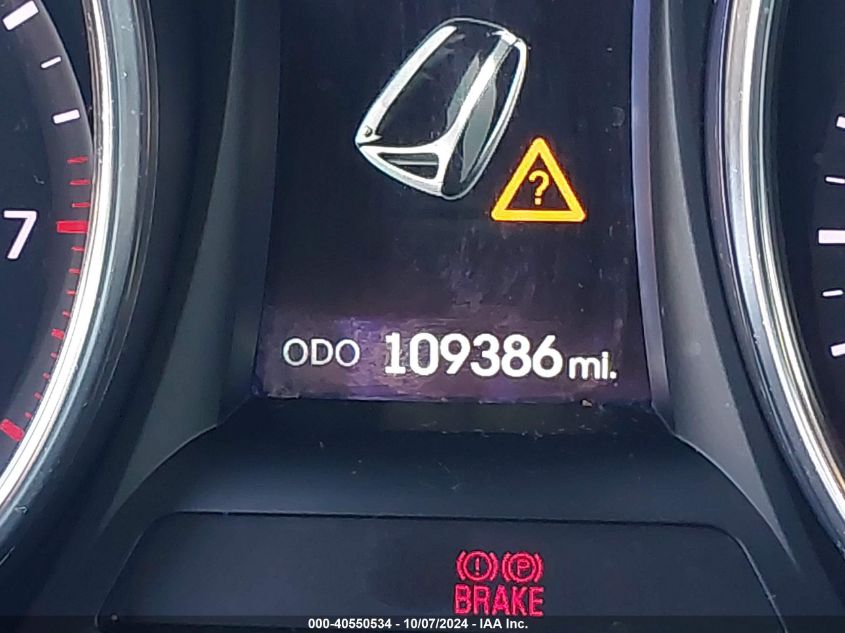 7
?
ODO 109386 mi.
(!) (P)
BRAKE
000-40550534 - 10/07/2024 - IAA Inc.